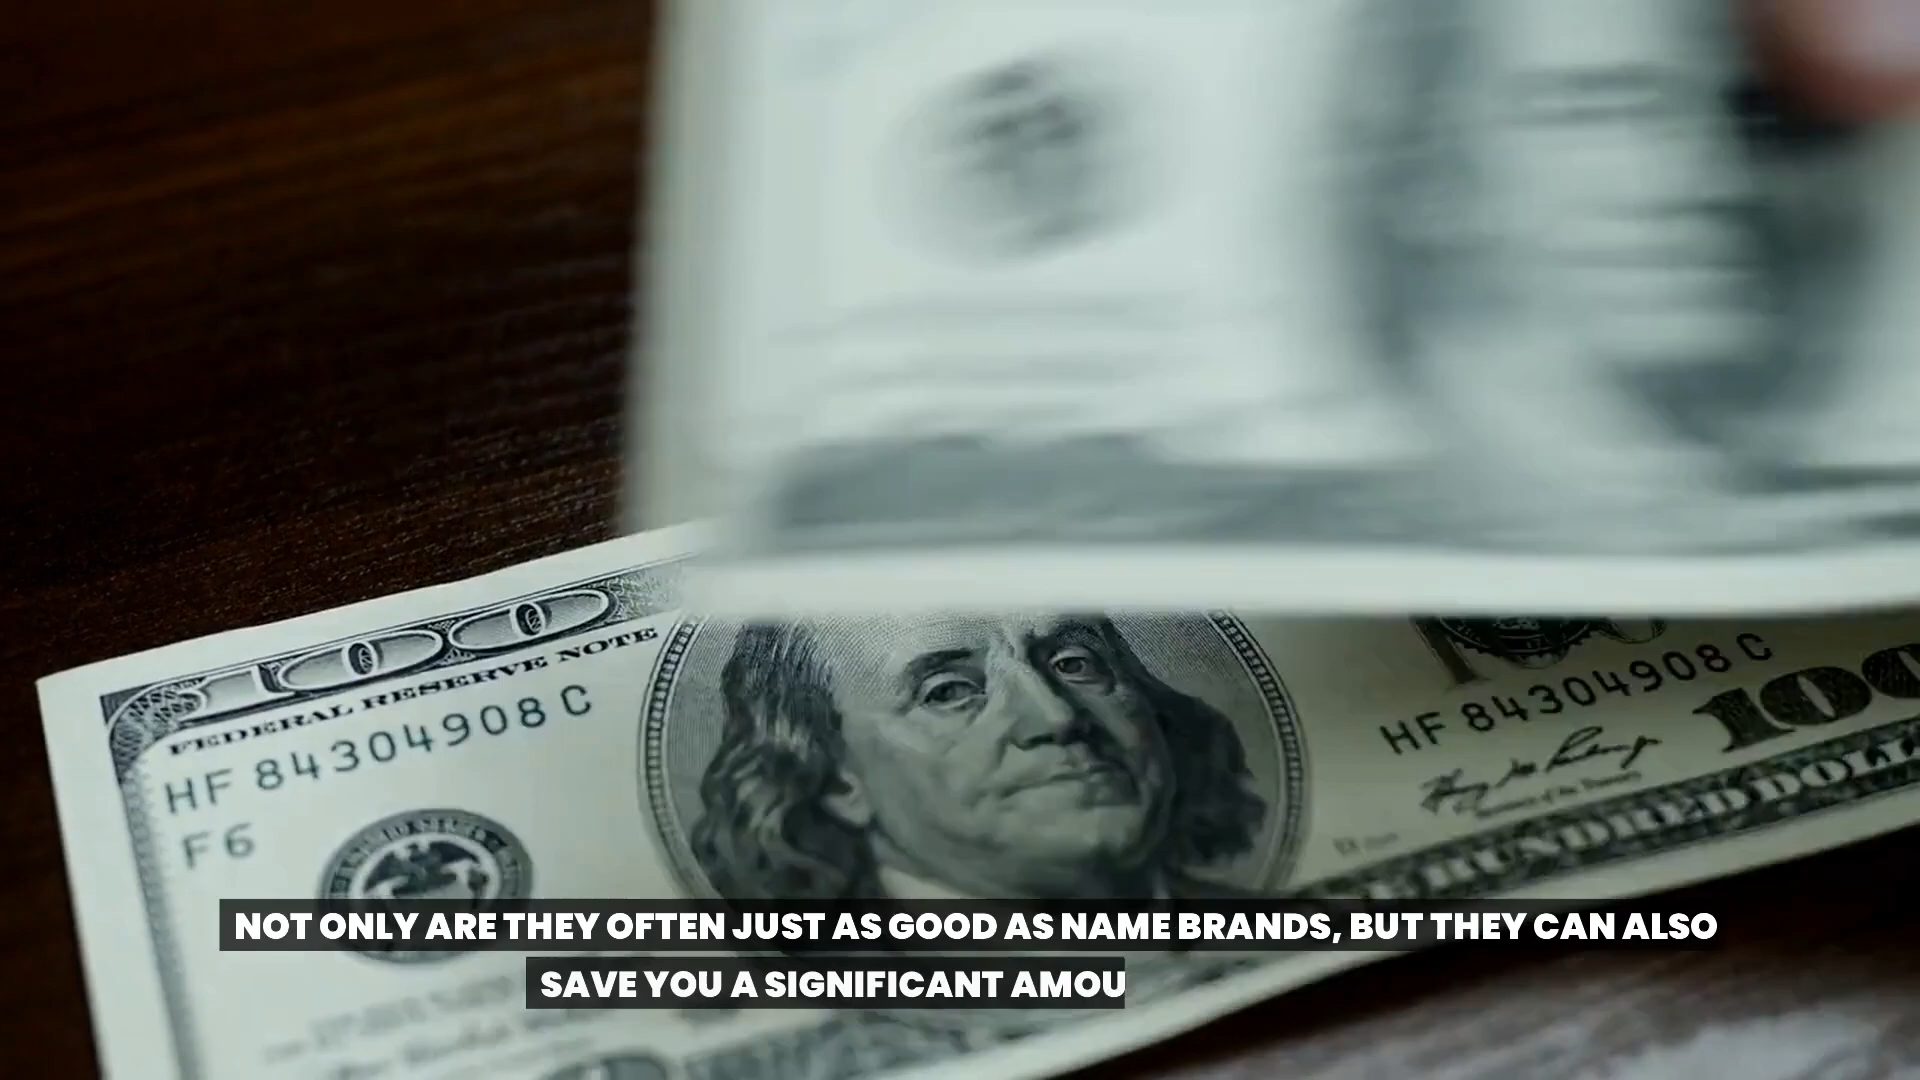 100
FEDERAL RESERVE NOTE
HF 84304908 C
F6
HF 84304908 C
100
NOT ONLY ARE THEY OFTEN JUST AS GOOD AS NAME BRANDS, BUT THEY CAN ALSO
SAVE YOU A SIGNIFICANT AMOU